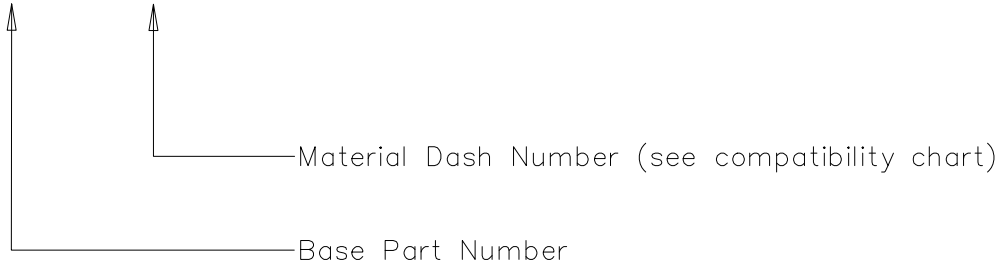 Material Dash Number (see compatibility chart)
Base Part Number